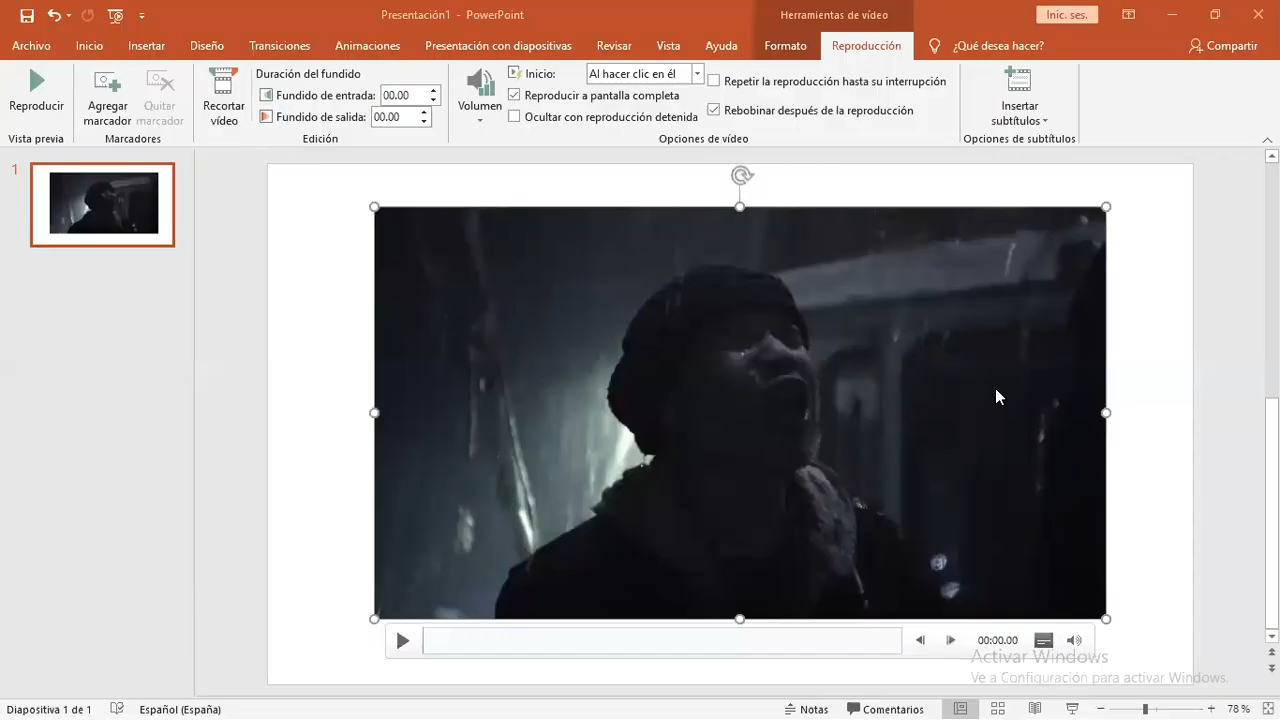 Presentación1 - PowerPoint
Herramientas de vídeo
Inic. ses.
Archivo Inicio Insertar Diseño Transiciones Animaciones Presentación con diapositivas Revisar Vista Ayuda Formato Reproducción ¿Qué desea hacer? Compartir
Reproducir
Vista previa
Agregar marcador
Quitar marcador
Marcadores
Recortar vídeo
Duración del fundido
Fundido de entrada: 00.00
Fundido de salida: 00.00
Edición
Volumen
Inicio: Al hacer clic en él
Reproducir a pantalla completa
Ocultar con reproducción detenida
Repetir la reproducción hasta su interrupción
Rebobinar después de la reproducción
Opciones de vídeo
Insertar subtítulos
Opciones de subtítulos
1
00:00.00
Activar Windows
Ve a Configuración para activar Windows.
Diapositiva 1 de 1 Español (España) Notas Comentarios 78 %